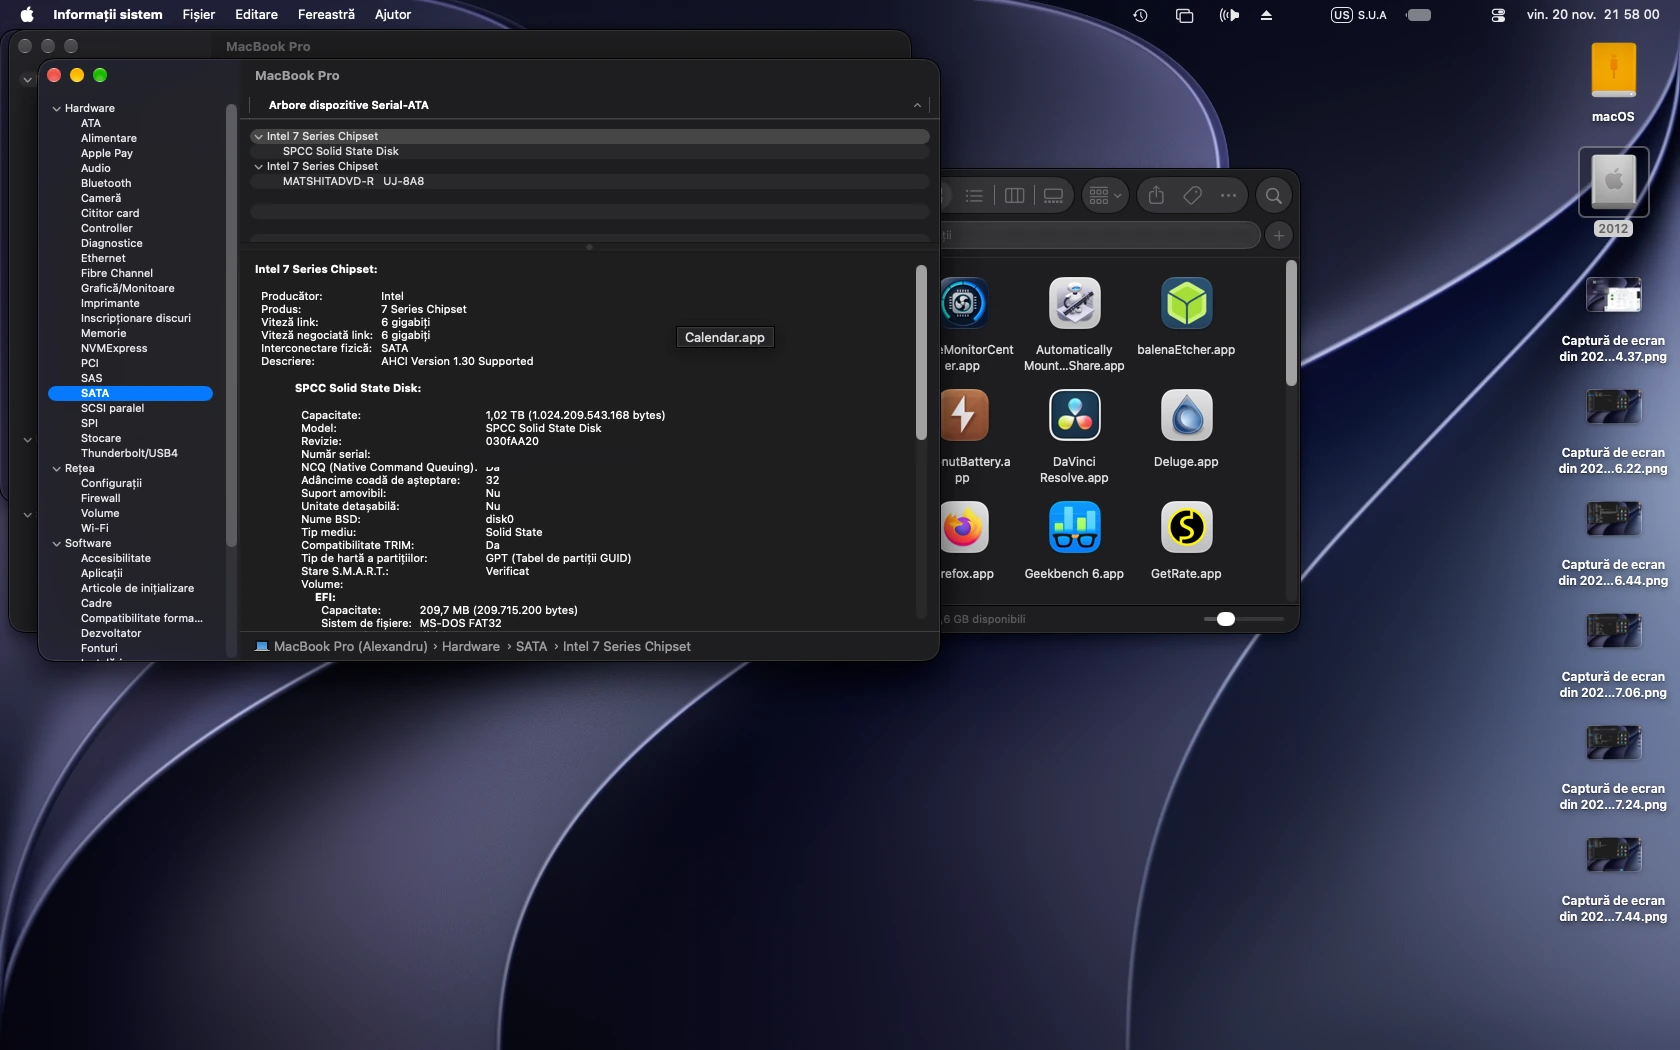 Informații sistem Fișier Editare Fereastră Ajutor
US S.U.A vin. 20 nov. 21 58 00
MacBook Pro
MacBook Pro
Hardware
ATA
Alimentare
Apple Pay
Audio
Bluetooth
Cameră
Cititor card
Controller
Diagnostice
Ethernet
Fibre Channel
Grafică/Monitoare
Imprimante
Inscripționare discuri
Memorie
NVMExpress
PCI
SAS
SATA
SCSI paralel
SPI
Stocare
Thunderbolt/USB4
Rețea
Configurații
Firewall
Volume
Wi-Fi
Software
Accesibilitate
Aplicații
Articole de inițializare
Cadre
Compatibilitate forma...
Dezvoltator
Fonturi
Arbore dispozitive Serial-ATA
Intel 7 Series Chipset
SPCC Solid State Disk
Intel 7 Series Chipset
MATSHITADVD-R UJ-8A8
Intel 7 Series Chipset:
Producător: Intel
Produs: 7 Series Chipset
Viteză link: 6 gigabiți
Viteză negociată link: 6 gigabiți
Interconectare fizică: SATA
Descriere: AHCI Version 1.30 Supported
Calendar.app
SPCC Solid State Disk:
Capacitate: 1,02 TB (1.024.209.543.168 bytes)
Model: SPCC Solid State Disk
Revizie: 030fAA20
Număr serial:
NCQ (Native Command Queuing). Da
Adâncime coadă de așteptare: 32
Suport amovibil: Nu
Unitate detașabilă: Nu
Nume BSD: disk0
Tip mediu: Solid State
Compatibilitate TRIM: Da
Tip de hartă a partițiilor: GPT (Tabel de partiții GUID)
Stare S.M.A.R.T.: Verificat
Volume:
EFI:
Capacitate: 209,7 MB (209.715.200 bytes)
Sistem de fișiere: MS-DOS FAT32
MacBook Pro (Alexandru) › Hardware › SATA › Intel 7 Series Chipset
ții
eMonitorCent
er.app
Automatically
Mount...Share.app
balenaEtcher.app
nutBattery.a
pp
DaVinci
Resolve.app
Deluge.app
refox.app
Geekbench 6.app
GetRate.app
,6 GB disponibili
macOS
2012
Captură de ecran
din 202...4.37.png
Captură de ecran
din 202...6.22.png
Captură de ecran
din 202...6.44.png
Captură de ecran
din 202...7.06.png
Captură de ecran
din 202...7.24.png
Captură de ecran
din 202...7.44.png